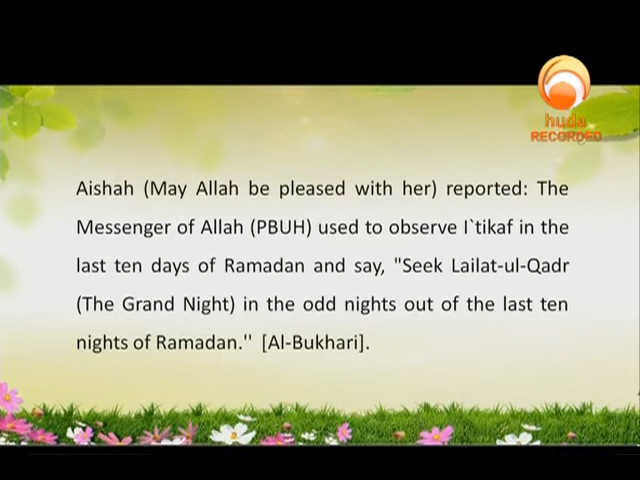 huda
RECORDED
Aishah (May Allah be pleased with her) reported: The
Messenger of Allah (PBUH) used to observe I`tikaf in the
last ten days of Ramadan and say, "Seek Lailat-ul-Qadr
(The Grand Night) in the odd nights out of the last ten
nights of Ramadan.'' [Al-Bukhari].